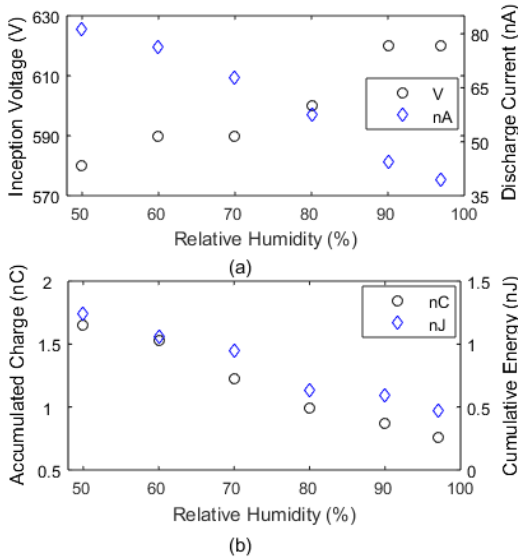 630
610
590
570
Inception Voltage (V)
80
65
50
35
Discharge Current (nA)
V
nA
50 60 70 80 90 100
Relative Humidity (%)
(a)
2
1.5
1
0.5
Accumulated Charge (nC)
1.5
1
0.5
0
Cumulative Energy (nJ)
nC
nJ
50 60 70 80 90 100
Relative Humidity (%)
(b)